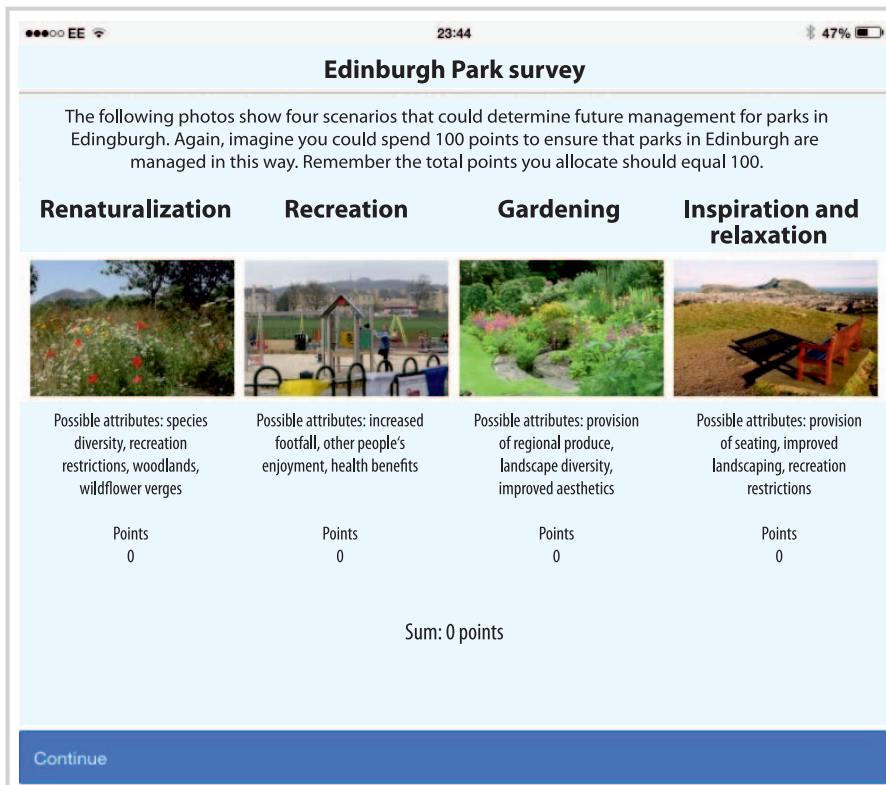 ●●●○○ EE 23:44 47%
Edinburgh Park survey
The following photos show four scenarios that could determine future management for parks in
Edingburgh. Again, imagine you could spend 100 points to ensure that parks in Edinburgh are
managed in this way. Remember the total points you allocate should equal 100.
Renaturalization
Recreation
Gardening
Inspiration and
relaxation
Possible attributes: species
diversity, recreation
restrictions, woodlands,
wildflower verges
Points
0
Possible attributes: increased
footfall, other people's
enjoyment, health benefits
Points
0
Possible attributes: provision
of regional produce,
landscape diversity,
improved aesthetics
Points
0
Possible attributes: provision
of seating, improved
landscaping, recreation
restrictions
Points
0
Sum: 0 points
Continue